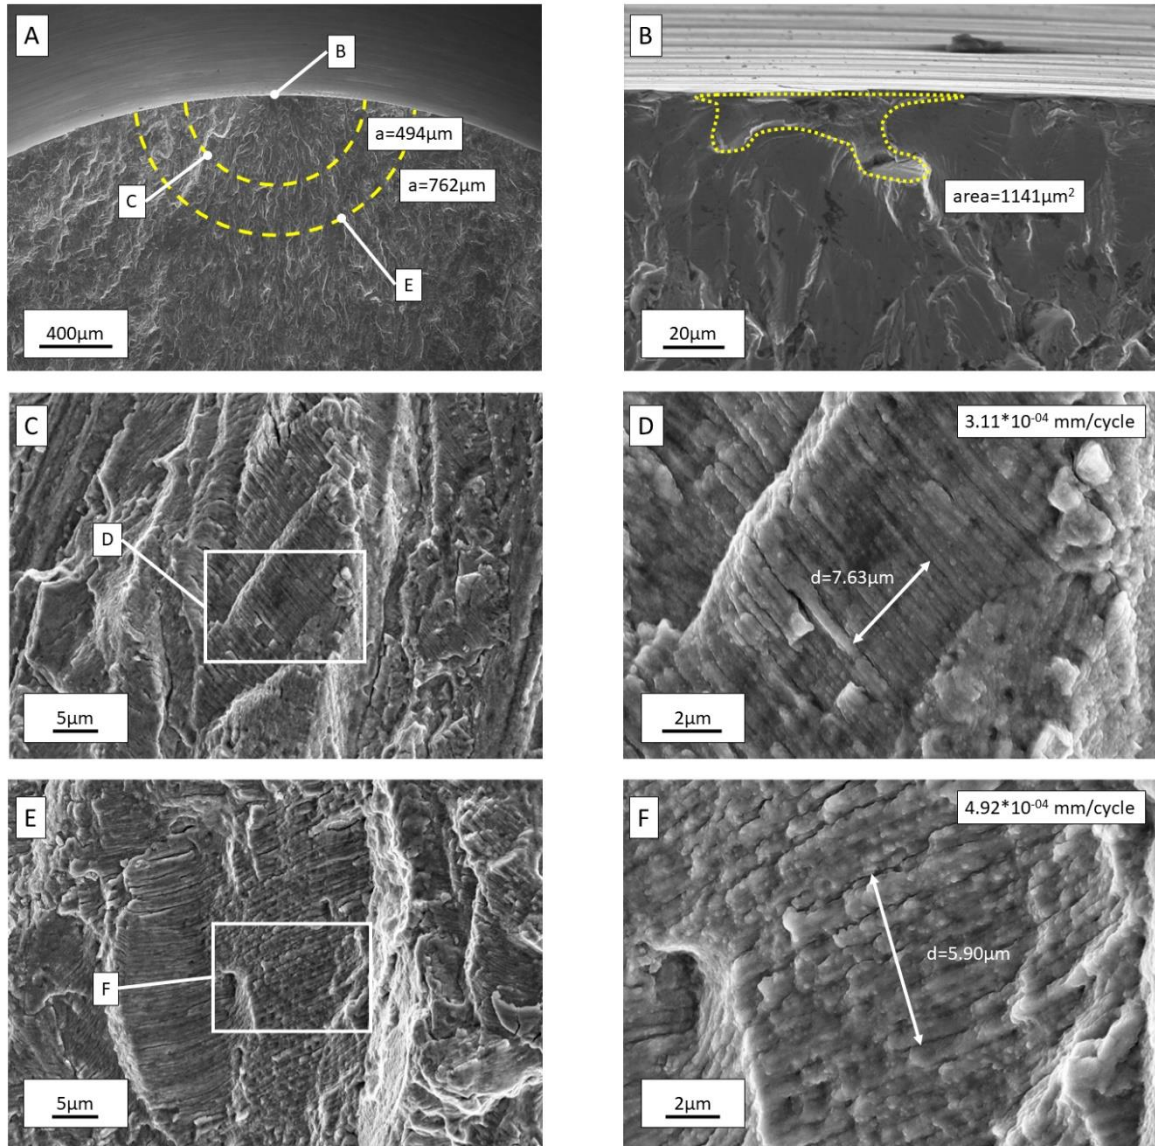 A
B
a=494µm
a=762µm
C
E
400µm
B
area=1141µm²
20µm
C
D
5µm
D
3.11*10⁻⁰⁴ mm/cycle
d=7.63µm
2µm
E
F
5µm
F
4.92*10⁻⁰⁴ mm/cycle
d=5.90µm
2µm